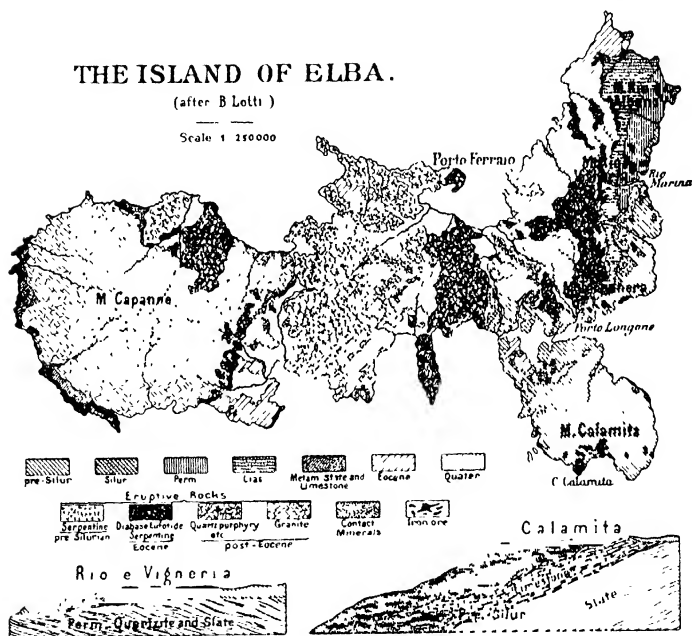 THE ISLAND OF ELBA.
(after B Lotti)
Scale 1 250000
Porto Ferraio
Rio
Marina
M. Capanne
Porto Longone
M. Calamita
C. Calamita
pre-Silur
Silur
Perm
Lias
Metam. Slate and
Limestone
Eocene
Quater
Eruptive Rocks
Serpentine
pre Silurian
Diabase Eufotide
Serpentine
Eocene
Quartz porphyry
etc
Granite
post-Eocene
Contact
Minerals
Iron ore
Rio e Vigneria
Perm-Quartzite and Slate
Calamita
Limestone
Silur
Slate